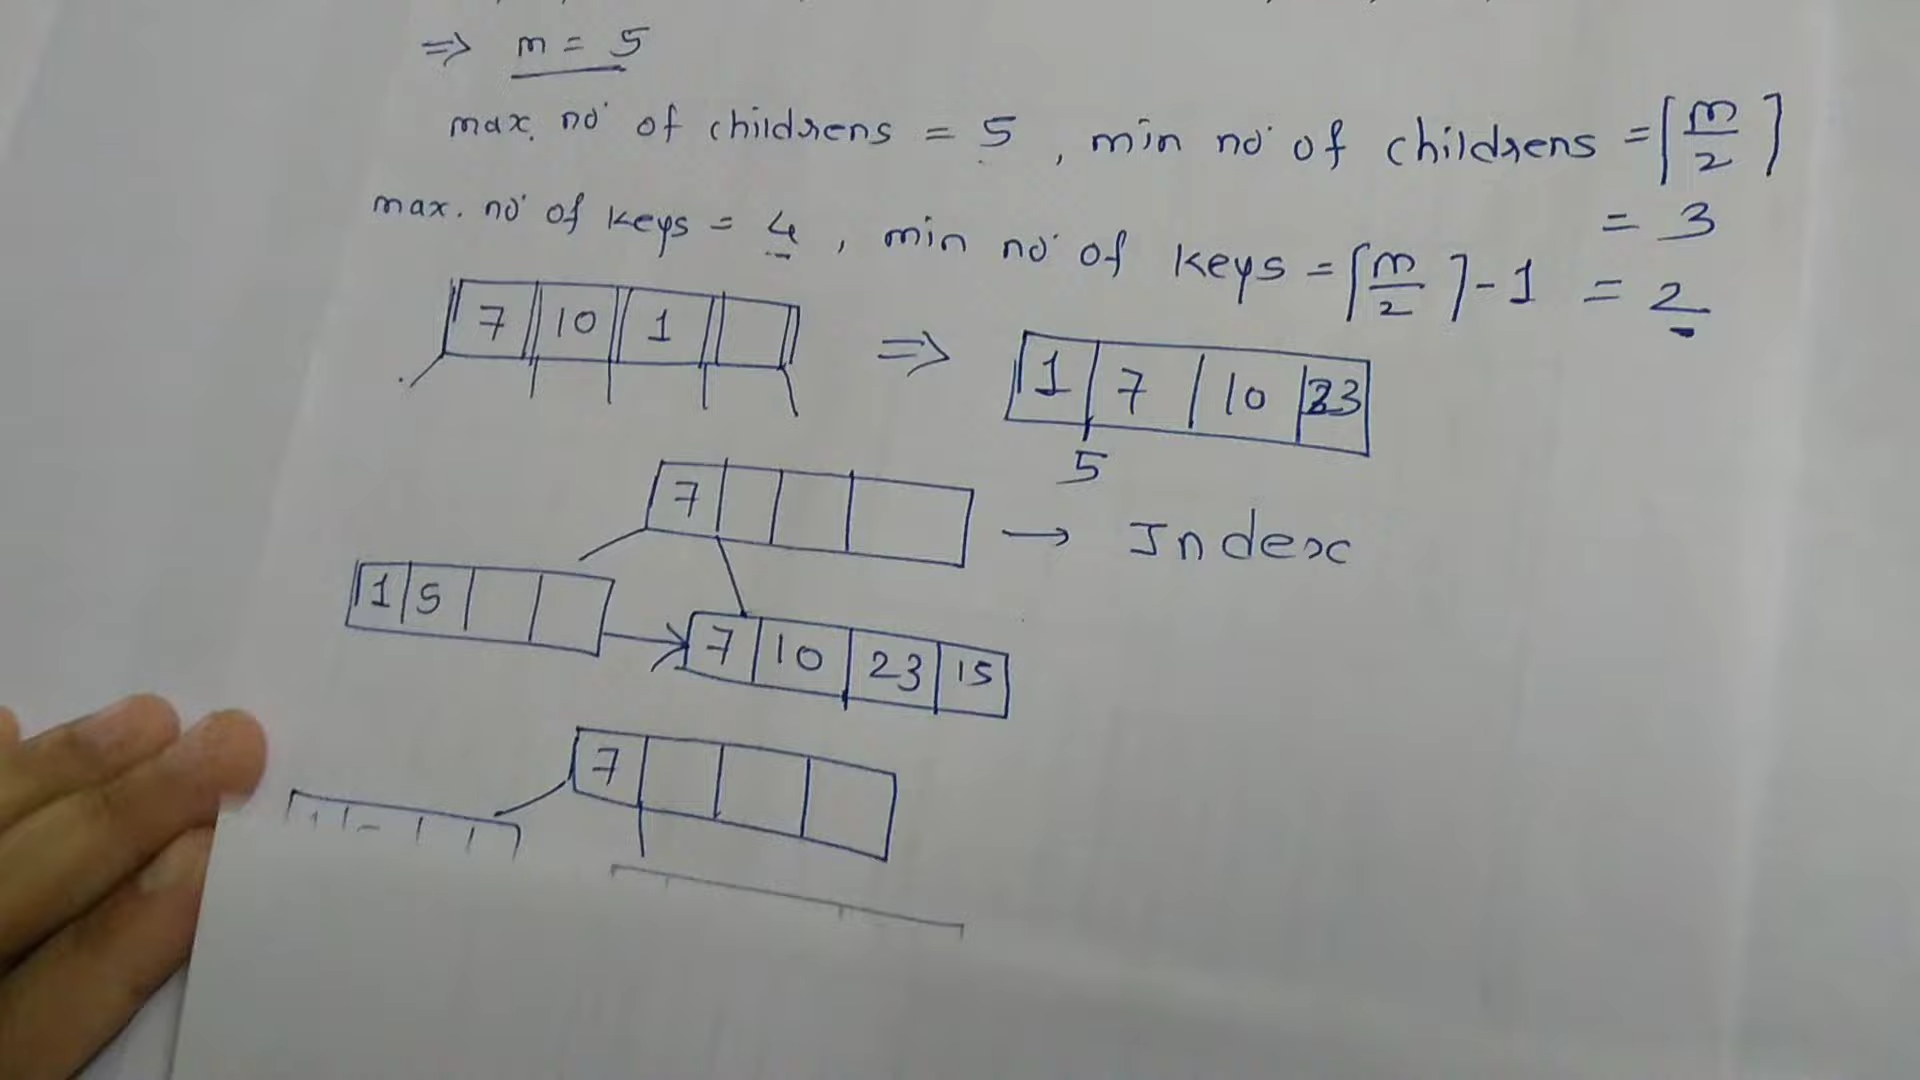 => m = 5
max. no of childrens = 5 , min no of childrens = ⌈m/2⌉
= 3
max. no of keys = 4 , min no of keys = ⌈m/2⌉ - 1 = 2
7 10 1 => 1 7 10 23
5
7 → Index
1 5 → 7 10 23 15
7